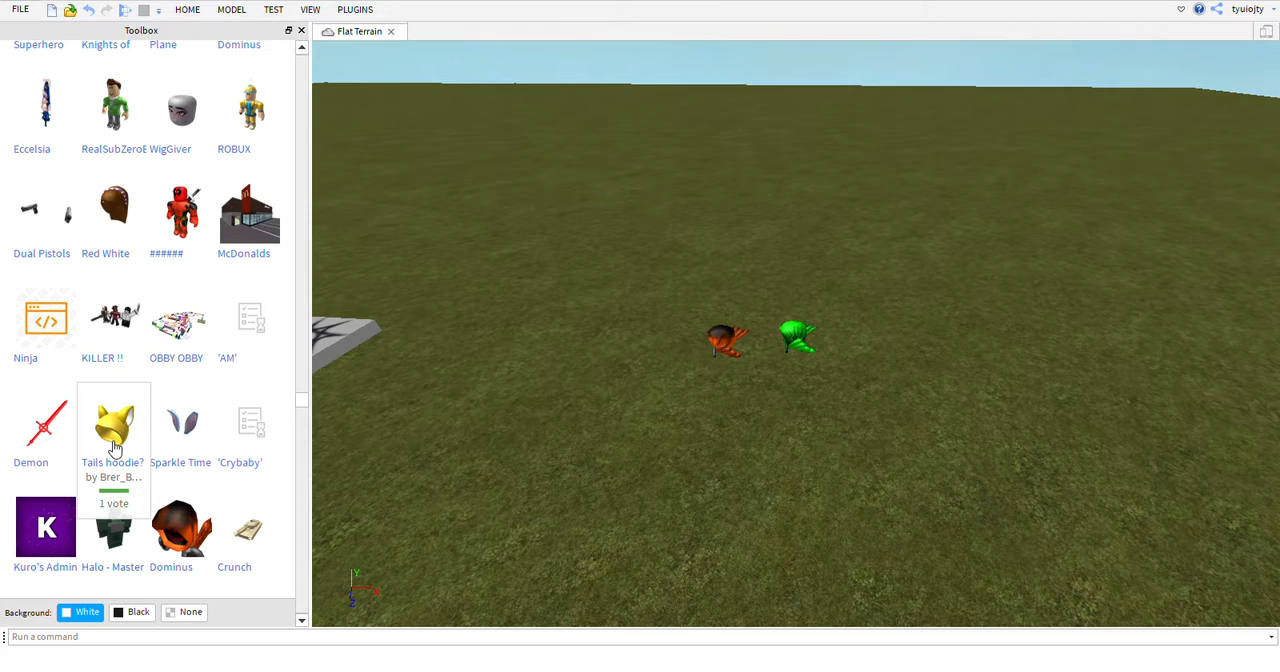 FILE HOME MODEL TEST VIEW PLUGINS tyuiojty
Toolbox
Flat Terrain
Superhero Knights of Plane Dominus
Eccelsia RealSubZeroE WigGiver ROBUX
Dual Pistols Red White ###### McDonalds
Ninja KILLER !! OBBY OBBY 'AM'
Demon Tails hoodie? Sparkle Time 'Crybaby'
by Brer_B...
1 vote
K
Kuro's Admin Halo - Master Dominus Crunch
Background: White Black None
Run a command
Y
X
Z